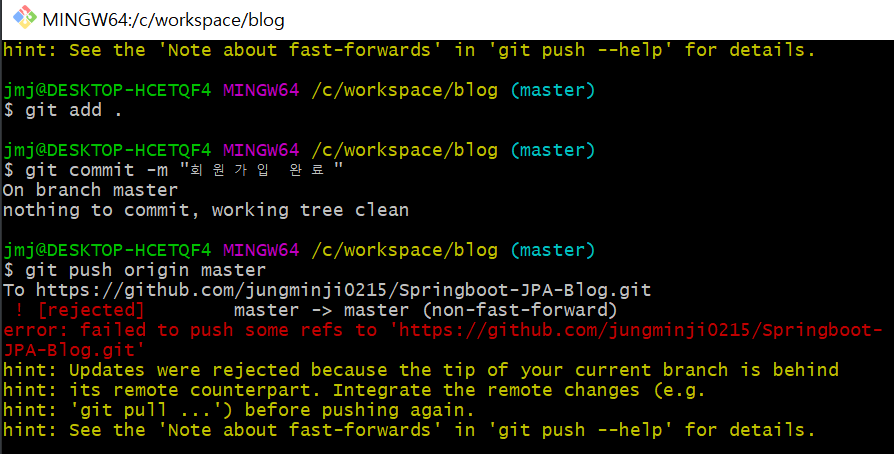 MINGW64:/c/workspace/blog
hint: See the 'Note about fast-forwards' in 'git push --help' for details.
jmj@DESKTOP-HCETQF4 MINGW64 /c/workspace/blog (master)
$ git add .
jmj@DESKTOP-HCETQF4 MINGW64 /c/workspace/blog (master)
$ git commit -m "회원가입 완료"
On branch master
nothing to commit, working tree clean
jmj@DESKTOP-HCETQF4 MINGW64 /c/workspace/blog (master)
$ git push origin master
To https://github.com/jungminji0215/Springboot-JPA-Blog.git
 ! [rejected]        master -> master (non-fast-forward)
error: failed to push some refs to 'https://github.com/jungminji0215/Springboot-
JPA-Blog.git'
hint: Updates were rejected because the tip of your current branch is behind
hint: its remote counterpart. Integrate the remote changes (e.g.
hint: 'git pull ...') before pushing again.
hint: See the 'Note about fast-forwards' in 'git push --help' for details.